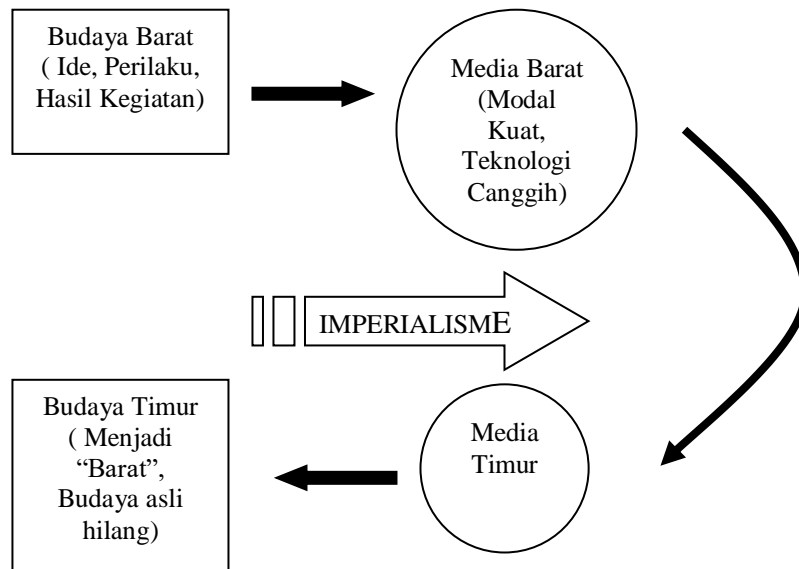 Budaya Barat
( Ide, Perilaku,
Hasil Kegiatan)
Media Barat
(Modal
Kuat,
Teknologi
Canggih)
IMPERIALISME
Budaya Timur
( Menjadi
“Barat”,
Budaya asli
hilang)
Media
Timur